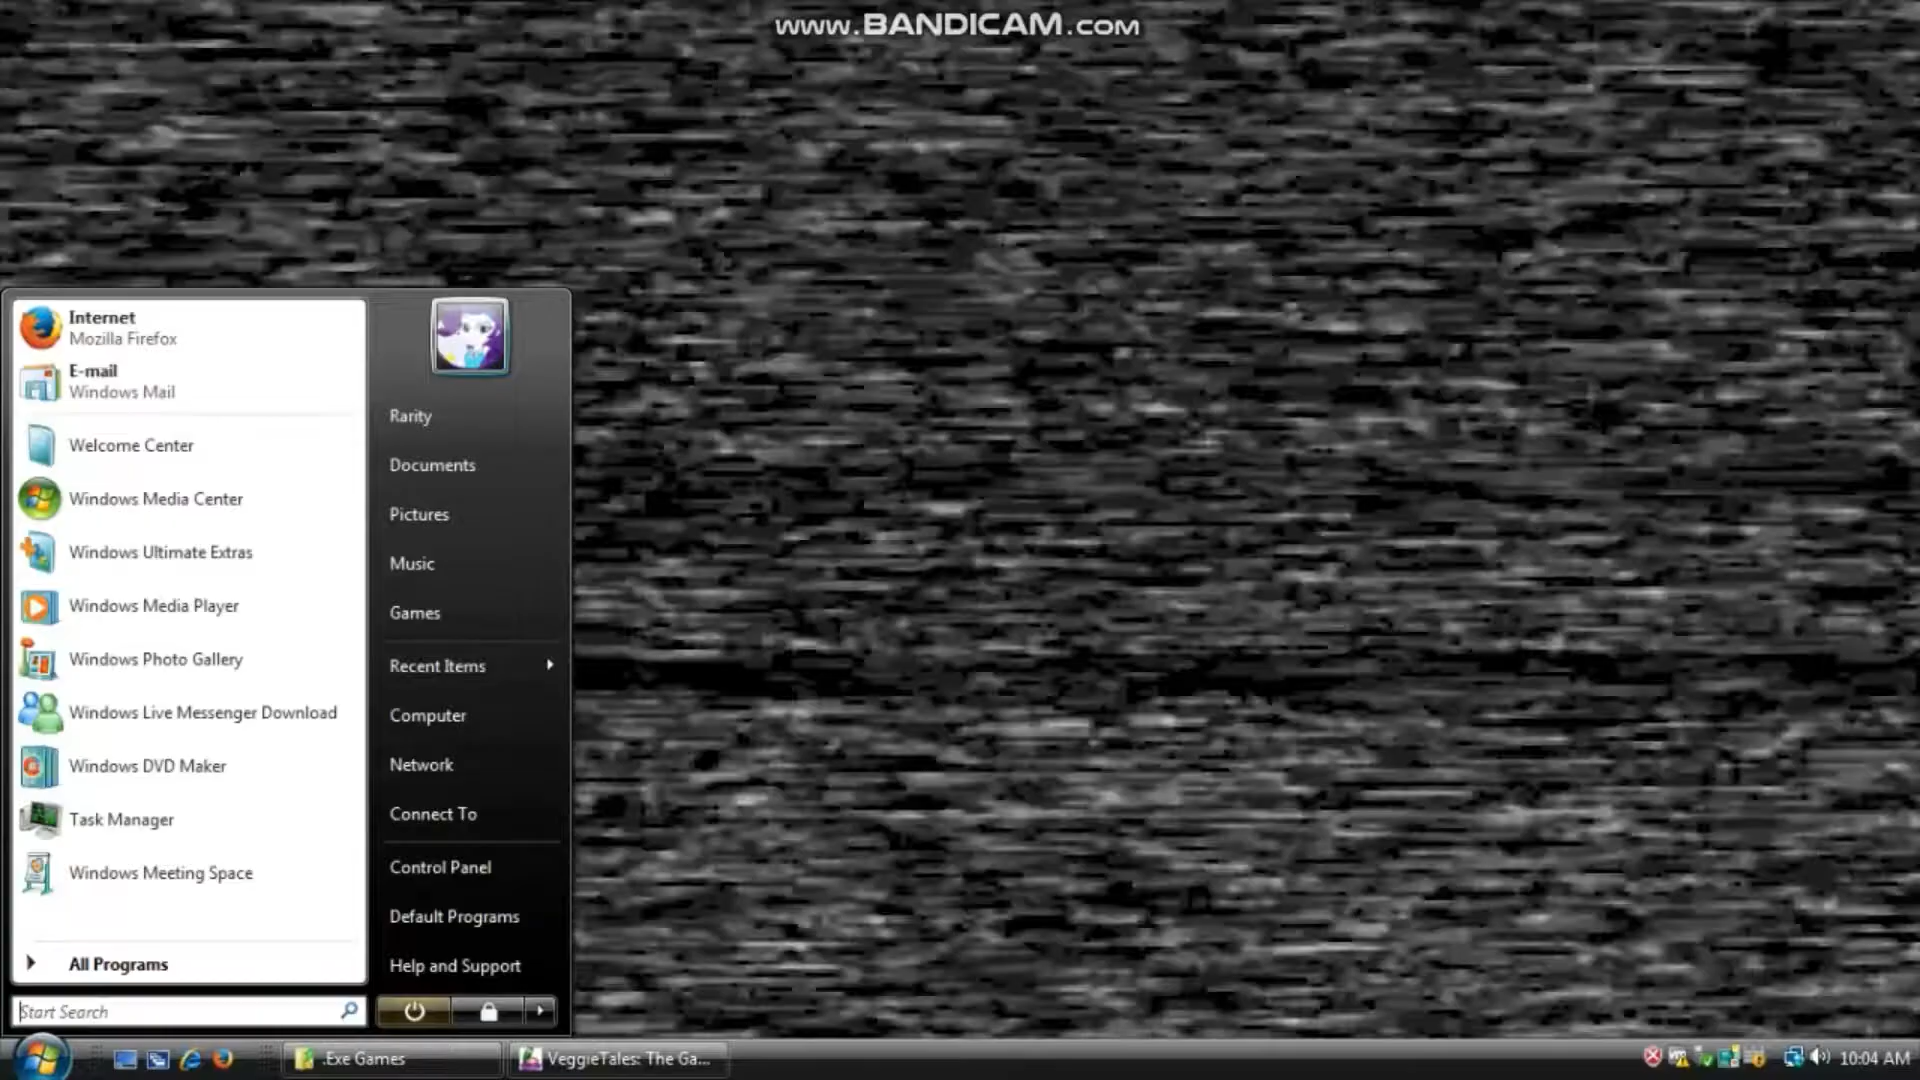 www.BANDICAM.com
Internet
Mozilla Firefox
E-mail
Windows Mail
Welcome Center
Windows Media Center
Windows Ultimate Extras
Windows Media Player
Windows Photo Gallery
Windows Live Messenger Download
Windows DVD Maker
Task Manager
Windows Meeting Space
All Programs
Start Search
Rarity
Documents
Pictures
Music
Games
Recent Items
Computer
Network
Connect To
Control Panel
Default Programs
Help and Support
.Exe Games
VeggieTales: The Ga...
10:04 AM